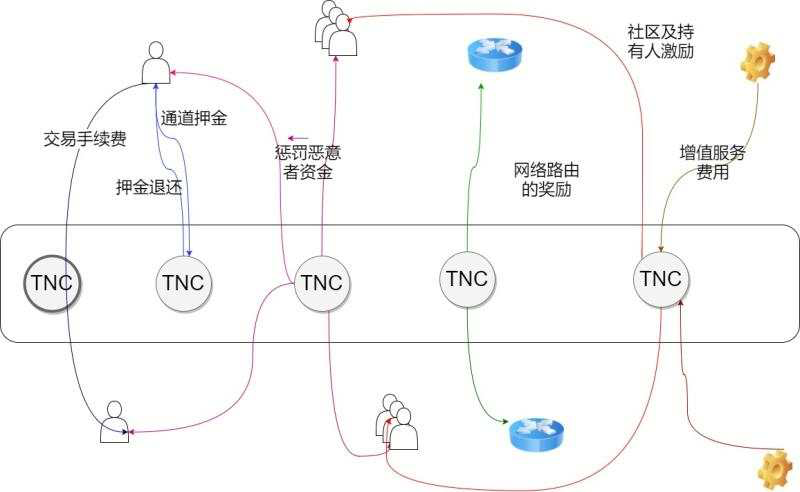 社区及持
有人激励
通道押金
交易手续费
惩罚恶意
者资金
增值服务
费用
网络路由
的奖励
押金退还
TNC
TNC
TNC
TNC
TNC